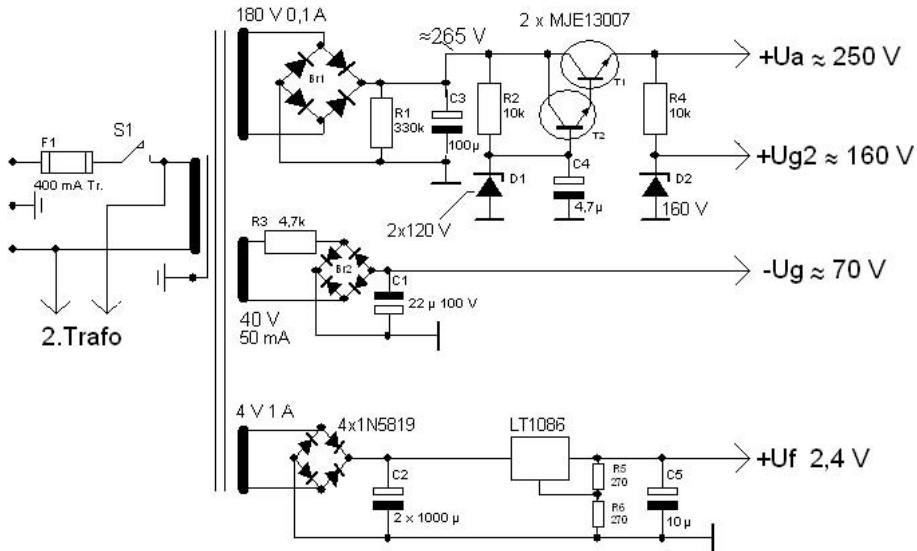 180 V 0,1 A
2 x MJE13007
≈265 V
+Ua ≈ 250 V
Br1
R1
330k
C3
100µ
R2
10k
T1
T2
R4
10k
F1
S1
400 mA Tr.
C4
4,7µ
+Ug2 ≈ 160 V
D1
D2
160 V
2x120 V
R3 4,7k
Br2
-Ug ≈ 70 V
C1
22 µ 100 V
40 V
50 mA
2.Trafo
4 V 1 A
4x1N5819
LT1086
+Uf 2,4 V
R5
270
C2
2 x 1000 µ
R6
270
C5
10µ